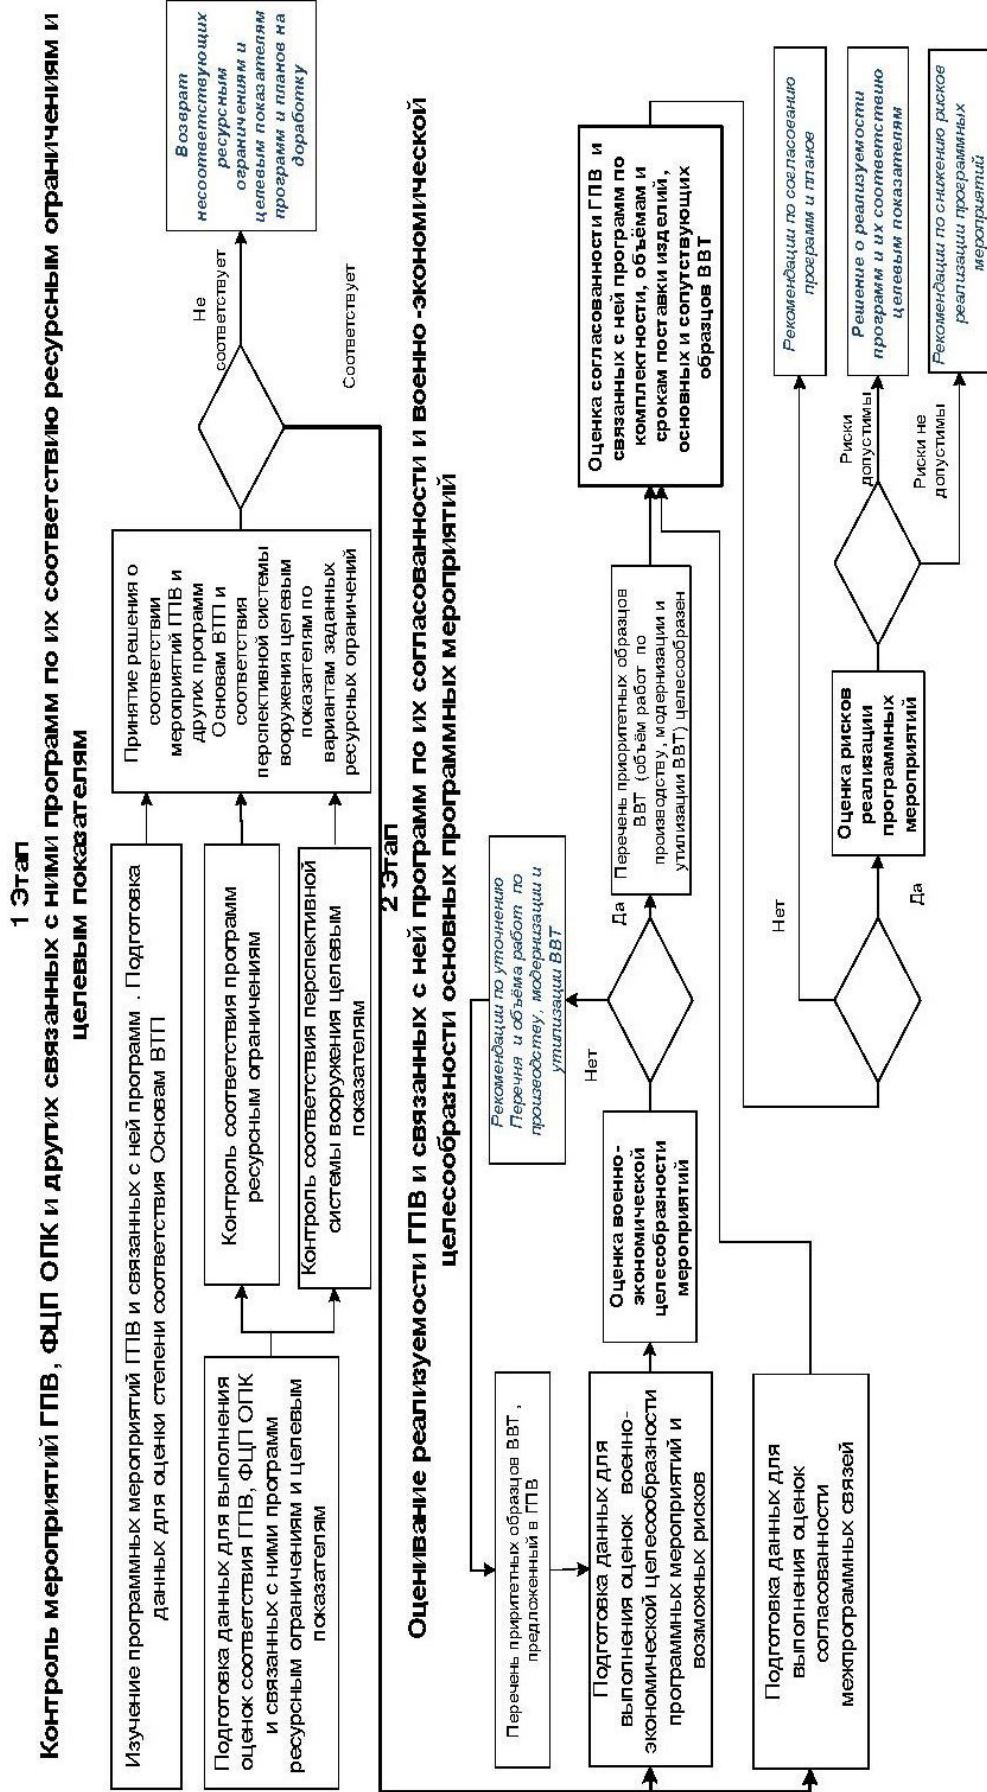 1 Этап
Контроль мероприятий ГПВ, ФЦП ОПК и других связанных с ними программ по их соответствию ресурсным ограничениям и
целевым показателям
Изучение программных мероприятий ГПВ и связанных с ней программ . Подготовка
данных для оценки степени соответствия Основам ВТП
Подготовка данных для выполнения
оценок соответствия ГПВ, ФЦП ОПК
и связанных с ними программ
ресурсным ограничениям и целевым
показателям
Контроль соответствия программ
ресурсным ограничениям
Контроль соответствия перспективной
системы вооружения целевым
показателям
Принятие решения о
соответствии
мероприятий ГПВ и
других программ
Основам ВТП и
соответствия
перспективной системы
вооружения целевым
показателям по
вариантам заданных
ресурсных ограничений
Не
соответствует
Соответствует
Возврат
несоответствующих
ресурсным
ограничениям и
целевым показателям
программ и планов на
доработку
2 Этап
Оценивание реализуемости ГПВ и связанных с ней программ по их согласованности и военно-экономической
целесообразности основных программных мероприятий
Перечень приритетных образцов ВВТ ,
предложенный в ГПВ
Подготовка данных для
выполнения оценок военно-
экономической целесообразности
программных мероприятий и
возможных рисков
Подготовка данных для
выполнения оценок
согласованности
межпрограммных связей
Оценка военно-
экономической
целесобразности
мероприятий
Рекомендации по уточнению
Перечня и объёма работ по
производству, модернизации и
утилизации ВВТ
Нет
Да
Перечень приоритетных образцов
ВВТ (объём работ по
производству, модернизации и
утилизации ВВТ) целесообразен
Оценка согласованности ГПВ и
связанных с ней программ по
комплектности, объёмам и
срокам поставки изделий,
основных и сопутствующих
образцов ВВТ
Нет
Да
Оценка рисков
реализации
программных
мероприятий
Риски
допустимы
Риски не
допустимы
Рекомендации по согласованию
программ и планов
Решение о реализуемости
программ и их соответствию
целевым показателям
Рекомендации по снижению рисков
реализации программных
мероприятий